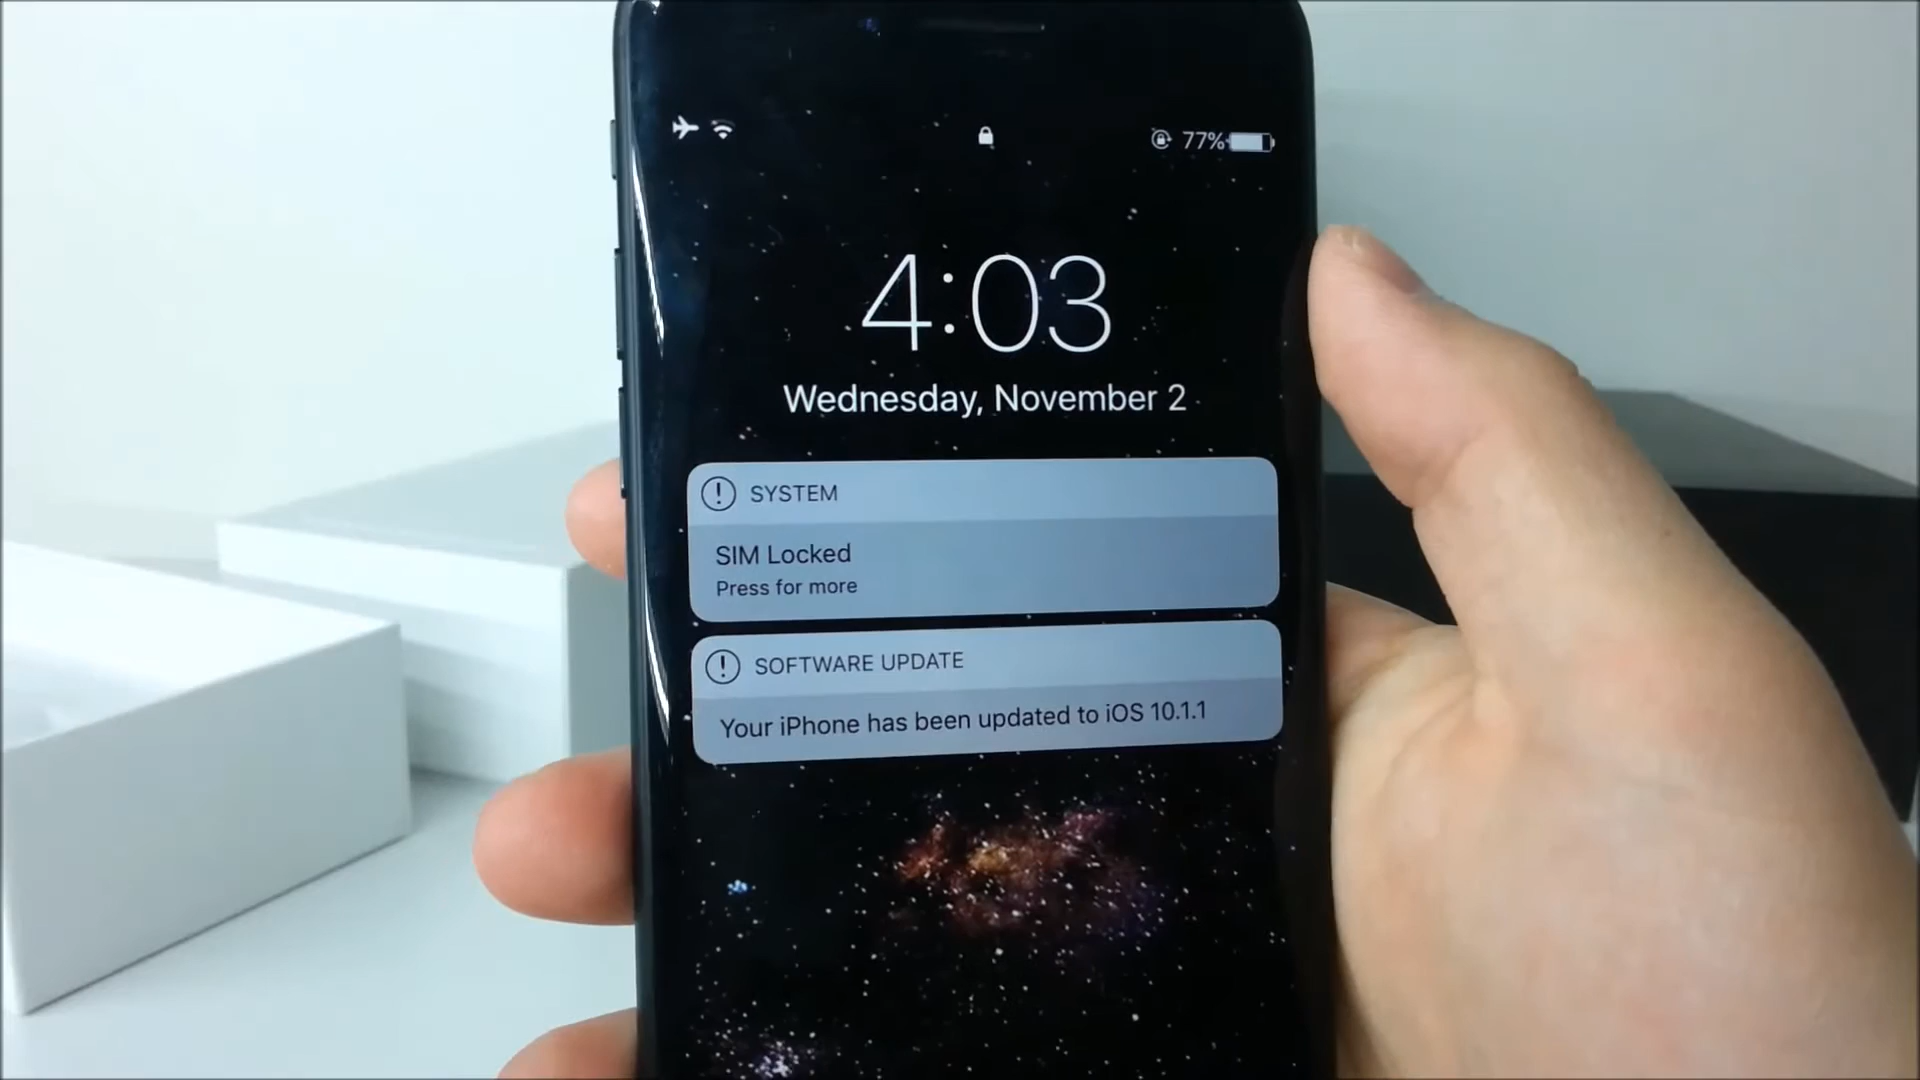 77%
4:03
Wednesday, November 2
SYSTEM
SIM Locked
Press for more
SOFTWARE UPDATE
Your iPhone has been updated to iOS 10.1.1